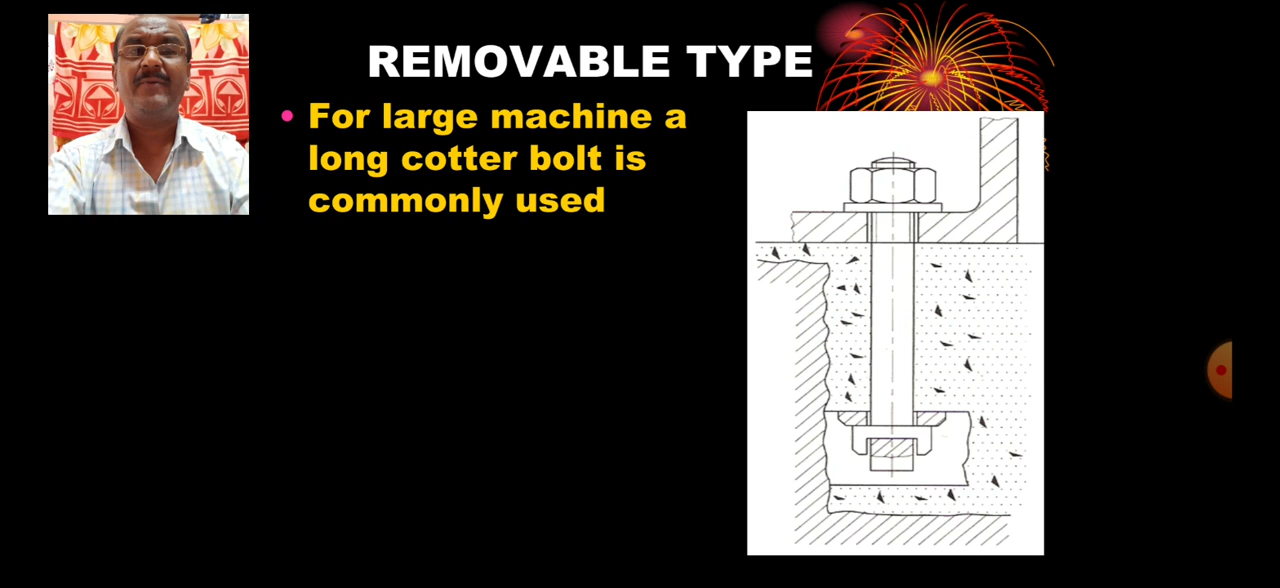 REMOVABLE TYPE
• For large machine a
long cotter bolt is
commonly used